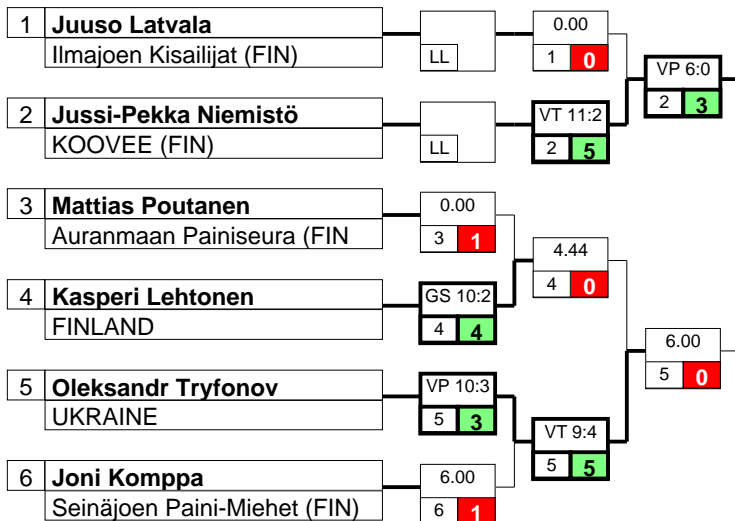 1 Juuso Latvala
Ilmajoen Kisailijat (FIN)
LL
0.00
1 0
VP 6:0
2 3
2 Jussi-Pekka Niemistö
KOOVEE (FIN)
LL
VT 11:2
2 5
3 Mattias Poutanen
Auranmaan Painiseura (FIN
0.00
3 1
4.44
4 0
4 Kasperi Lehtonen
FINLAND
GS 10:2
4 4
6.00
5 0
5 Oleksandr Tryfonov
UKRAINE
VP 10:3
5 3
VT 9:4
5 5
6 Joni Komppa
Seinäjoen Paini-Miehet (FIN)
6.00
6 1